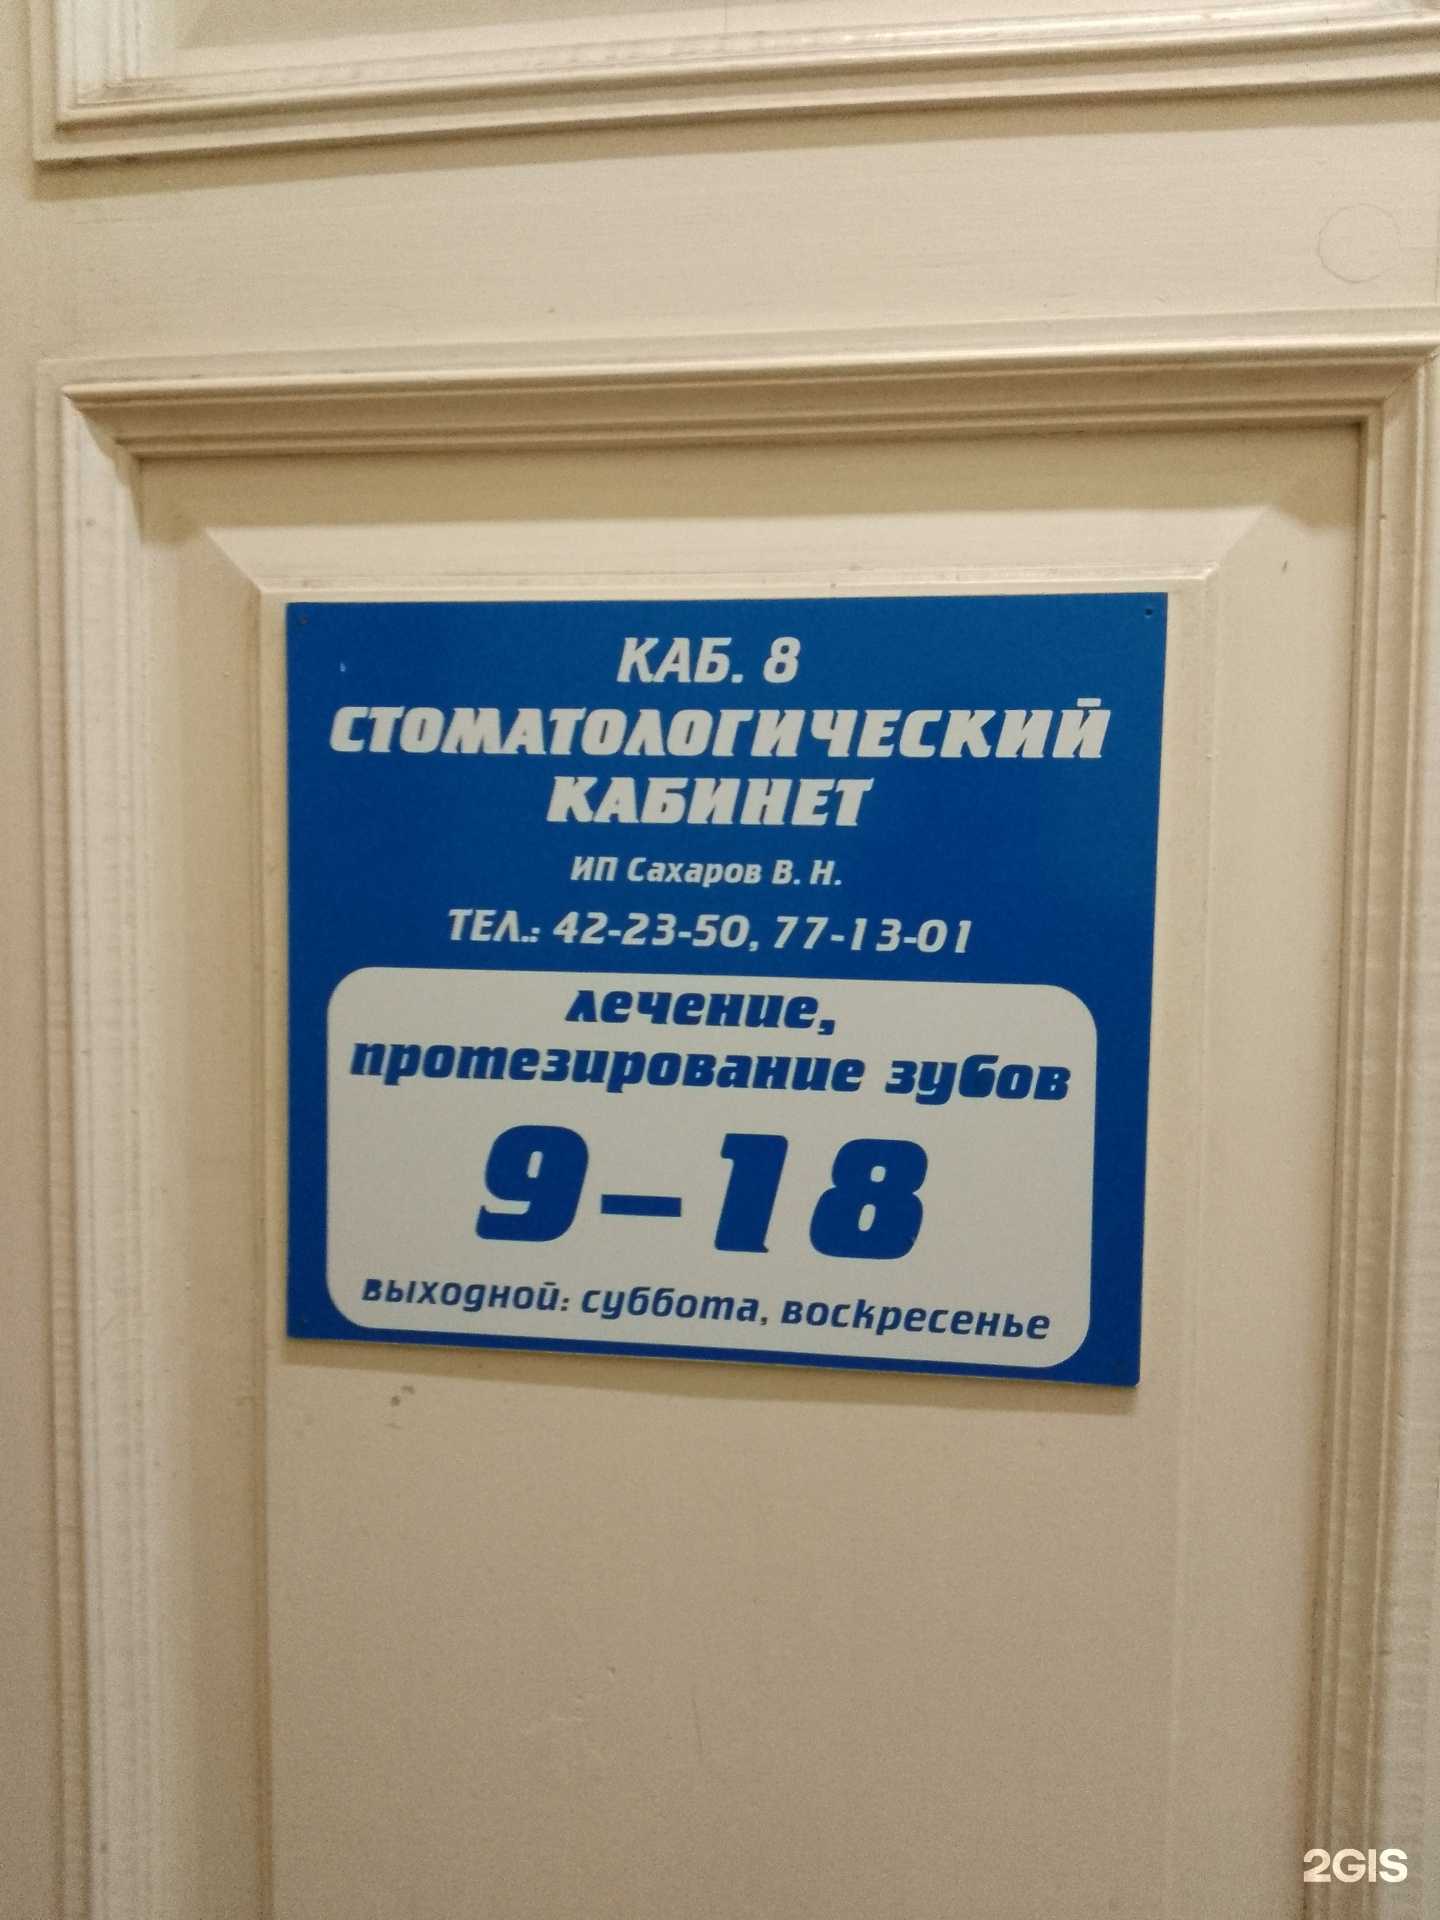 КАБ. 8
СТОМАТОЛОГИЧЕСКИЙ
КАБИНЕТ
ИП Сахаров В. Н.
ТЕЛ.: 42-23-50, 77-13-01
лечение,
протезирование зубов
9-18
выходной: суббота, воскресенье
2GIS